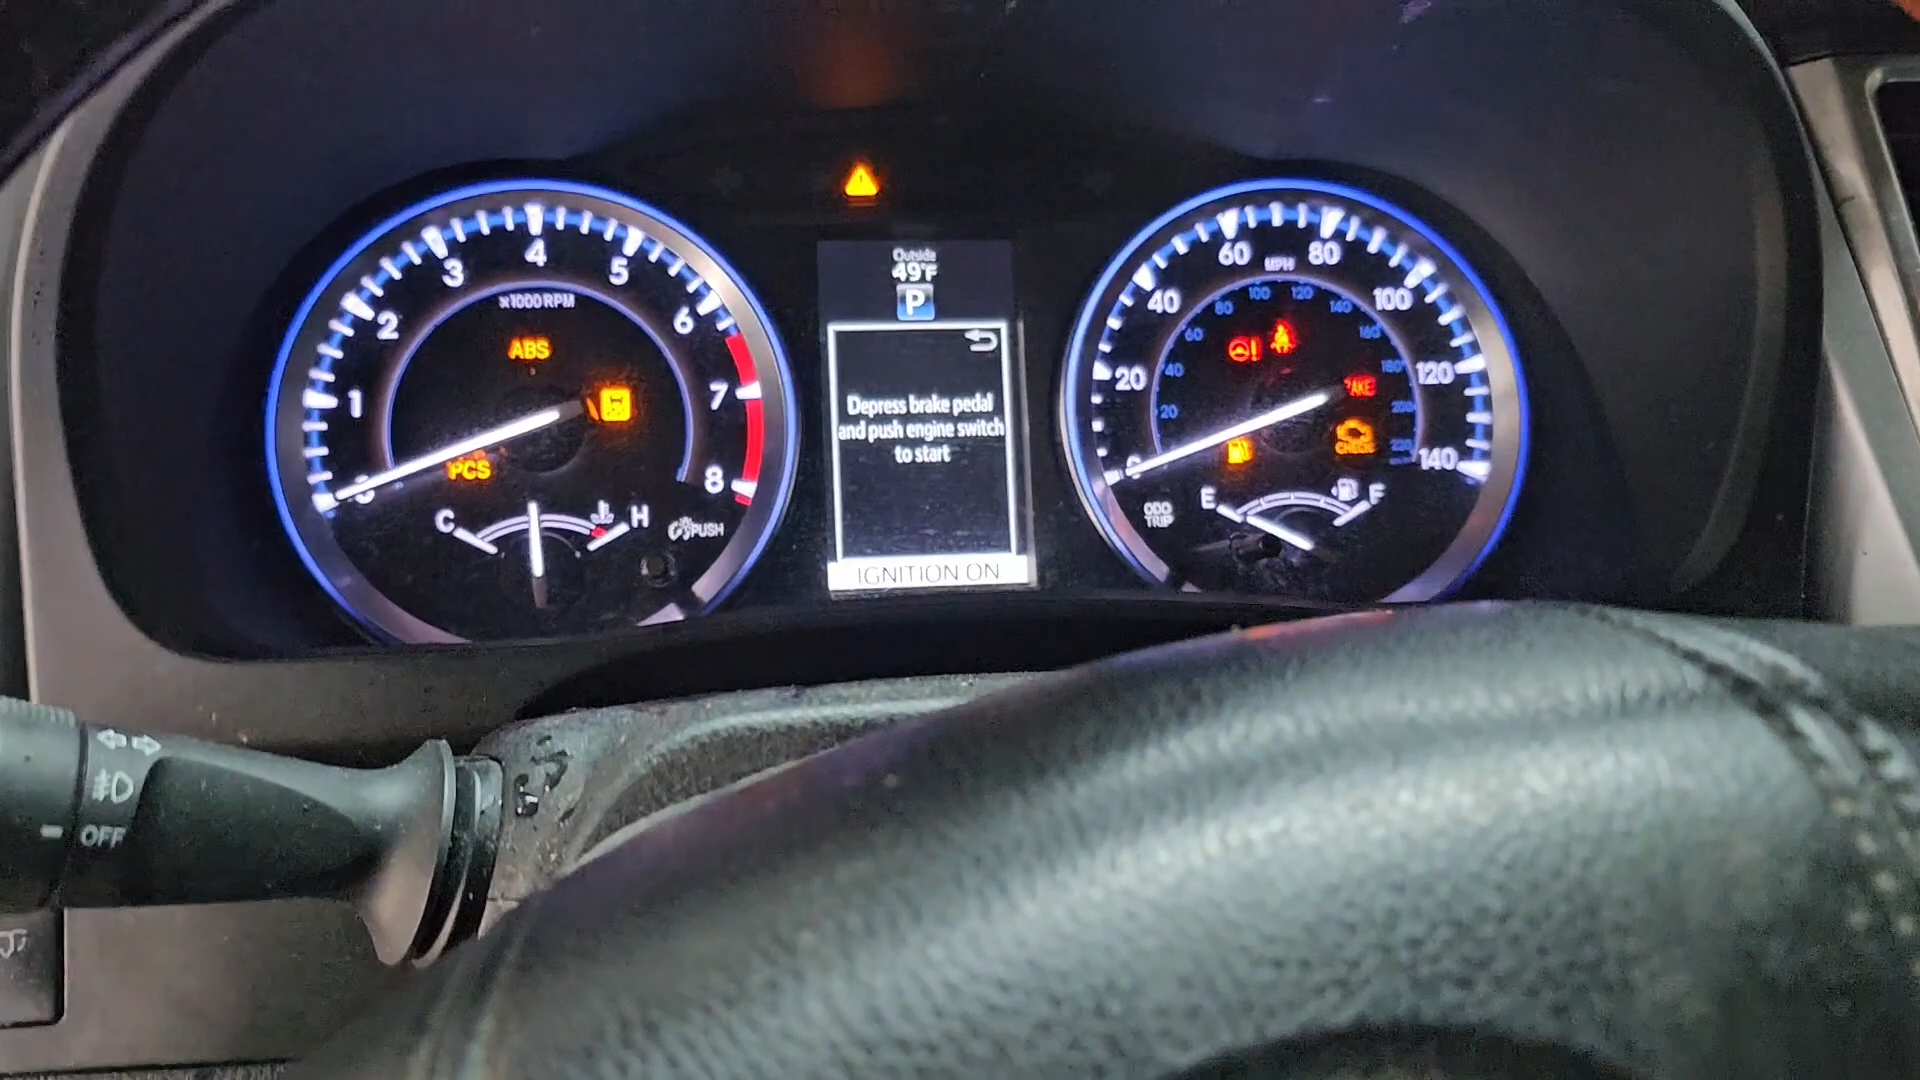 Outside
49°F
P
Depress brake pedal
and push engine switch
to start
IGNITION ON
0
1
2
3
4
5
6
7
8
x1000 RPM
ABS
PCS
C
H
PUSH
20
40
60
80
100
120
140
MPH
20
40
60
80
100
120
140
160
180
200
220
CHECK
ODO
TRIP
E
F
OFF